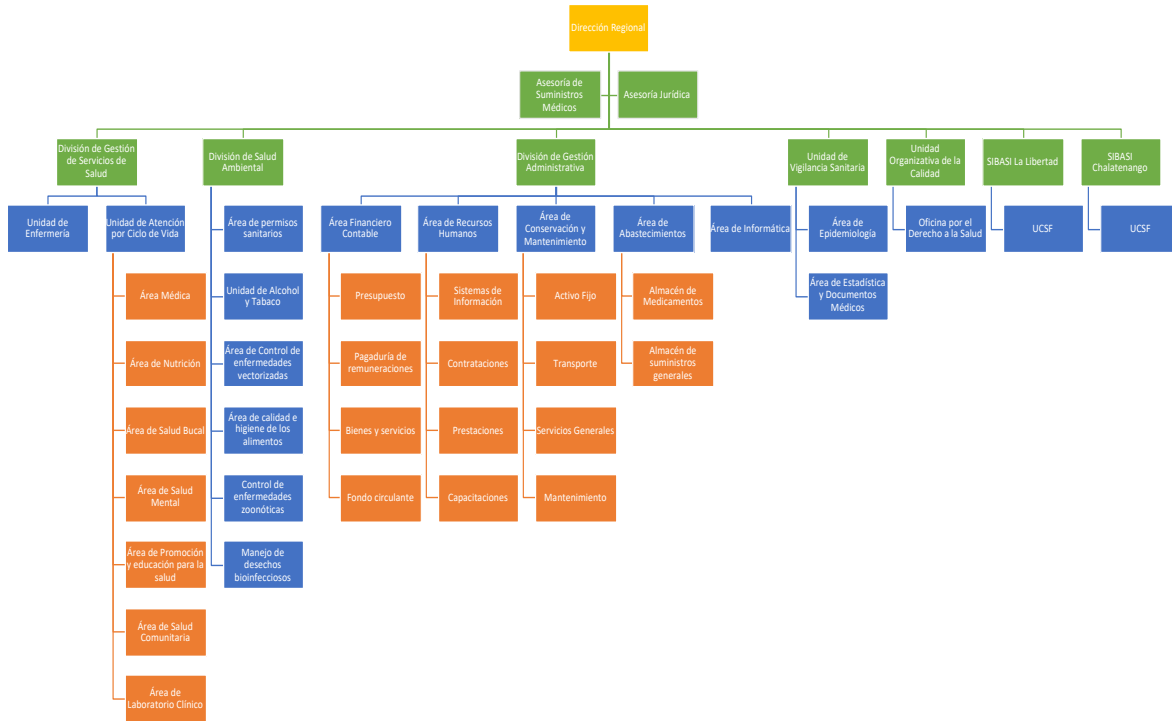 Dirección Regional
Asesoría de
Suministros
Médicos
Asesoría Jurídica
División de Gestión
de Servicios de
Salud
División de Salud
Ambiental
División de Gestión
Administrativa
Unidad de
Vigilancia Sanitaria
Unidad
Organizativa de la
Calidad
SIBASI La Libertad
SIBASI
Chalatenango
Unidad de
Enfermería
Unidad de Atención
por Ciclo de Vida
Área de permisos
sanitarios
Área Financiero
Contable
Área de Recursos
Humanos
Área de
Conservación y
Mantenimiento
Área de
Abastecimientos
Área de Informática
Área de
Epidemiología
Oficina por el
Derecho a la Salud
UCSF
UCSF
Área Médica
Unidad de Alcohol
y Tabaco
Presupuesto
Sistemas de
Información
Activo Fijo
Almacén de
Medicamentos
Área de Estadística
y Documentos
Médicos
Área de Nutrición
Área de Control de
enfermedades
vectorizadas
Pagaduría de
remuneraciones
Contrataciones
Transporte
Almacén de
suministros
generales
Área de Salud Bucal
Área de calidad e
higiene de los
alimentos
Bienes y servicios
Prestaciones
Servicios Generales
Área de Salud
Mental
Control de
enfermedades
zoonóticas
Fondo circulante
Capacitaciones
Mantenimiento
Área de Promoción
y educación para la
salud
Manejo de
desechos
bioinfecciosos
Área de Salud
Comunitaria
Área de
Laboratorio Clínico